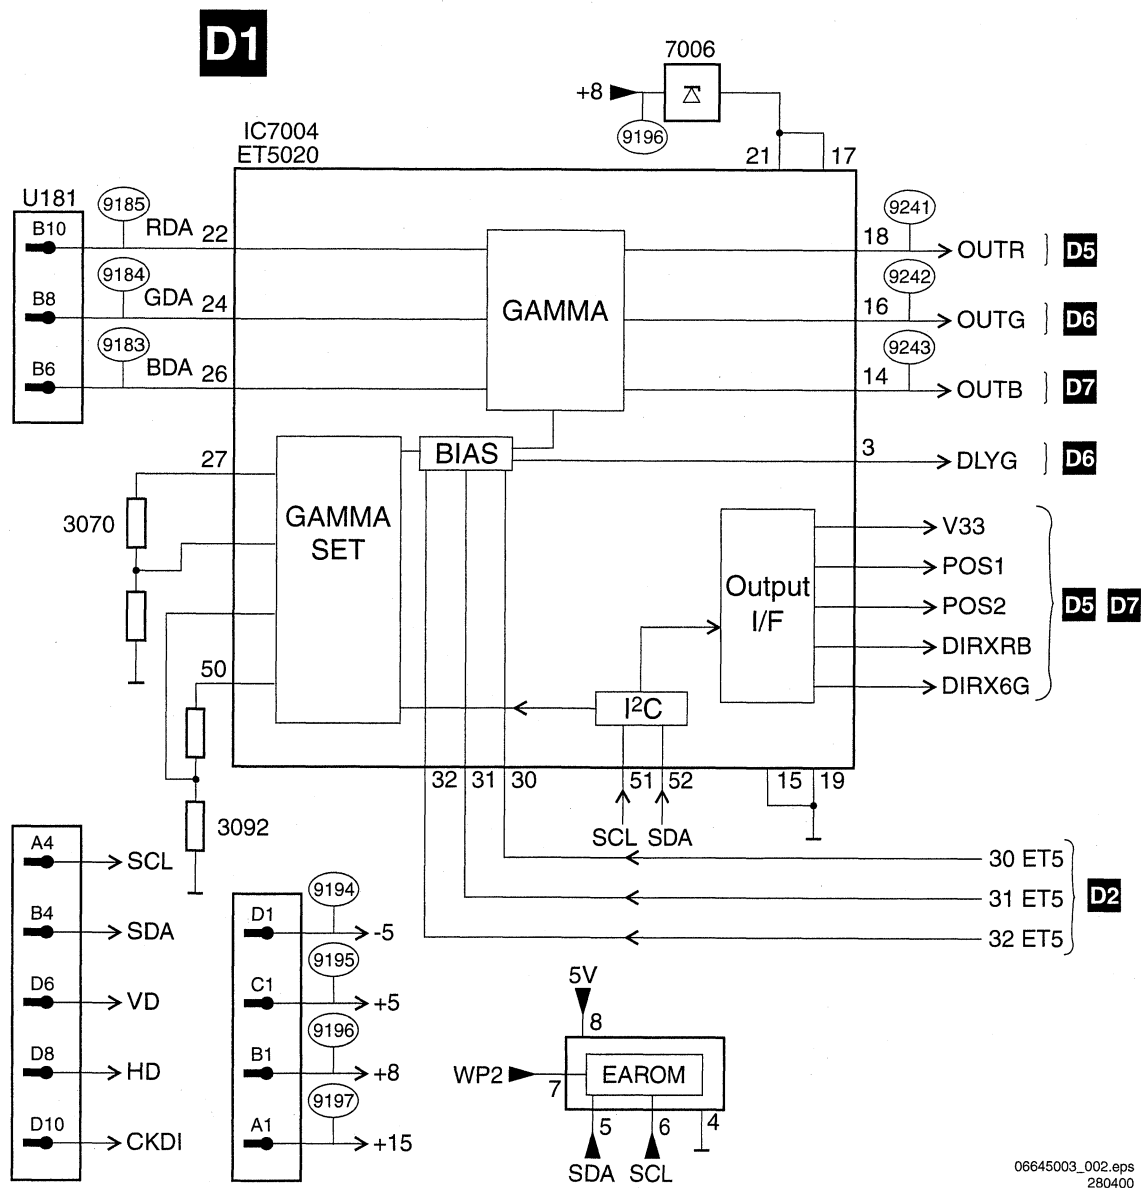 D1
7006
+8
9196
IC7004
ET5020
21
17
U181
B10
9185
RDA
22
18
9241
OUTR
D5
B8
9184
GDA
24
GAMMA
16
9242
OUTG
D6
B6
9183
BDA
26
14
9243
OUTB
D7
27
BIAS
3
DLYG
D6
3070
GAMMA
SET
Output
I/F
V33
POS1
POS2
DIRXRB
DIRX6G
D5
D7
50
I²C
32
31
30
51
52
15
19
SCL
SDA
3092
30 ET5
31 ET5
32 ET5
D2
A4
SCL
B4
SDA
D6
VD
D8
HD
D10
CKDI
D1
9194
-5
C1
9195
+5
B1
9196
+8
A1
9197
+15
5V
8
WP2
7
EAROM
5
6
4
SDA
SCL
06645003_002.eps
280400